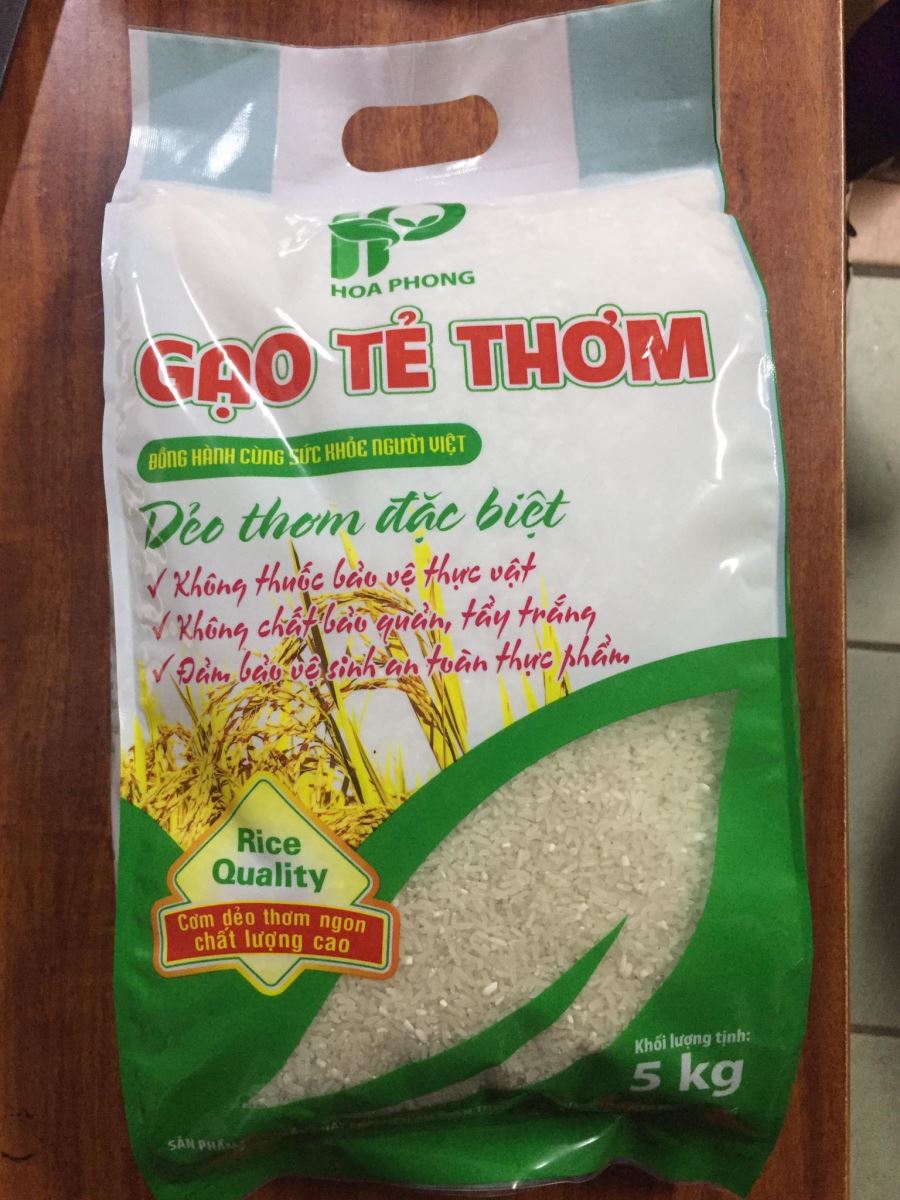 HOA PHONG
GẠO TẺ THƠM
ĐỒNG HÀNH CÙNG SỨC KHỎE NGƯỜI VIỆT
Dẻo thơm đặc biệt
✓ Không thuốc bảo vệ thực vật
✓ Không chất bảo quản, tẩy trắng
✓ Đảm bảo vệ sinh an toàn thực phẩm
Rice
Quality
Cơm dẻo thơm ngon
chất lượng cao
Khối lượng tịnh:
5 kg
SẢN PHẨM